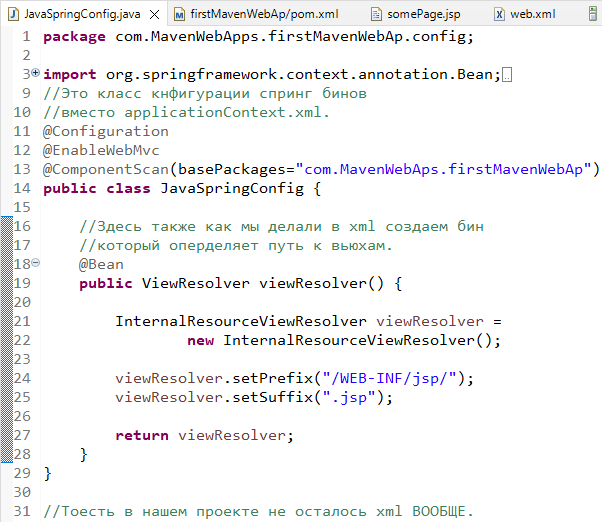 JavaSpringConfig.java firstMavenWebAp/pom.xml somePage.jsp web.xml
1 package com.MavenWebApps.firstMavenWebAp.config;
2
3 import org.springframework.context.annotation.Bean;
9 //Это класс кнфигурации спринг бинов
10 //вместо applicationContext.xml.
11 @Configuration
12 @EnableWebMvc
13 @ComponentScan(basePackages="com.MavenWebAps.firstMavenWebAp")
14 public class JavaSpringConfig {
15
16 //Здесь также как мы делали в xml создаем бин
17 //который оперделяет путь к вьюхам.
18 @Bean
19 public ViewResolver viewResolver() {
20
21 InternalResourceViewResolver viewResolver =
22 new InternalResourceViewResolver();
23
24 viewResolver.setPrefix("/WEB-INF/jsp/");
25 viewResolver.setSuffix(".jsp");
26
27 return viewResolver;
28 }
29 }
30
31 //Тоесть в нашем проекте не осталось xml ВООБЩЕ.